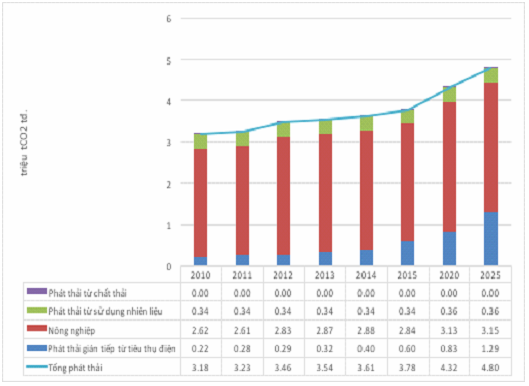 6
5
4
3
2
1
0
triệu tCO2 tđ.
2010 2011 2012 2013 2014 2015 2020 2025
Phát thải từ chất thải 0.00 0.00 0.00 0.00 0.00 0.00 0.00 0.00
Phát thải từ sử dụng nhiên liệu 0.34 0.34 0.34 0.34 0.34 0.34 0.36 0.36
Nông nghiệp 2.62 2.61 2.83 2.87 2.88 2.84 3.13 3.15
Phát thải gián tiếp từ tiêu thụ điện 0.22 0.28 0.29 0.32 0.40 0.60 0.83 1.29
Tổng phát thải 3.18 3.23 3.46 3.54 3.61 3.78 4.32 4.80